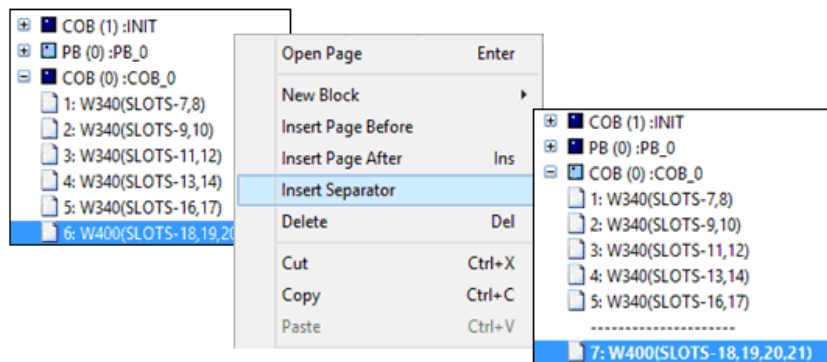 COB (1) :INIT
PB (0) :PB_0
COB (0) :COB_0
1: W340(SLOTS-7,8)
2: W340(SLOTS-9,10)
3: W340(SLOTS-11,12)
4: W340(SLOTS-13,14)
5: W340(SLOTS-16,17)
6: W400(SLOTS-18,19,20
Open Page Enter
New Block
Insert Page Before
Insert Page After Ins
Insert Separator
Delete Del
Cut Ctrl+X
Copy Ctrl+C
Paste Ctrl+V
COB (1) :INIT
PB (0) :PB_0
COB (0) :COB_0
1: W340(SLOTS-7,8)
2: W340(SLOTS-9,10)
3: W340(SLOTS-11,12)
4: W340(SLOTS-13,14)
5: W340(SLOTS-16,17)
--------------------
7: W400(SLOTS-18,19,20,21)